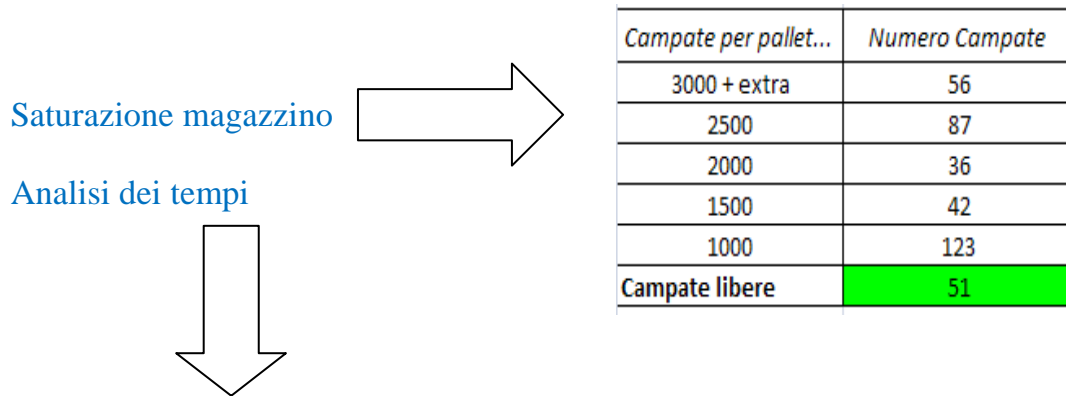 Saturazione magazzino
Analisi dei tempi
Campate per pallet... Numero Campate
3000 + extra 56
2500 87
2000 36
1500 42
1000 123
Campate libere 51